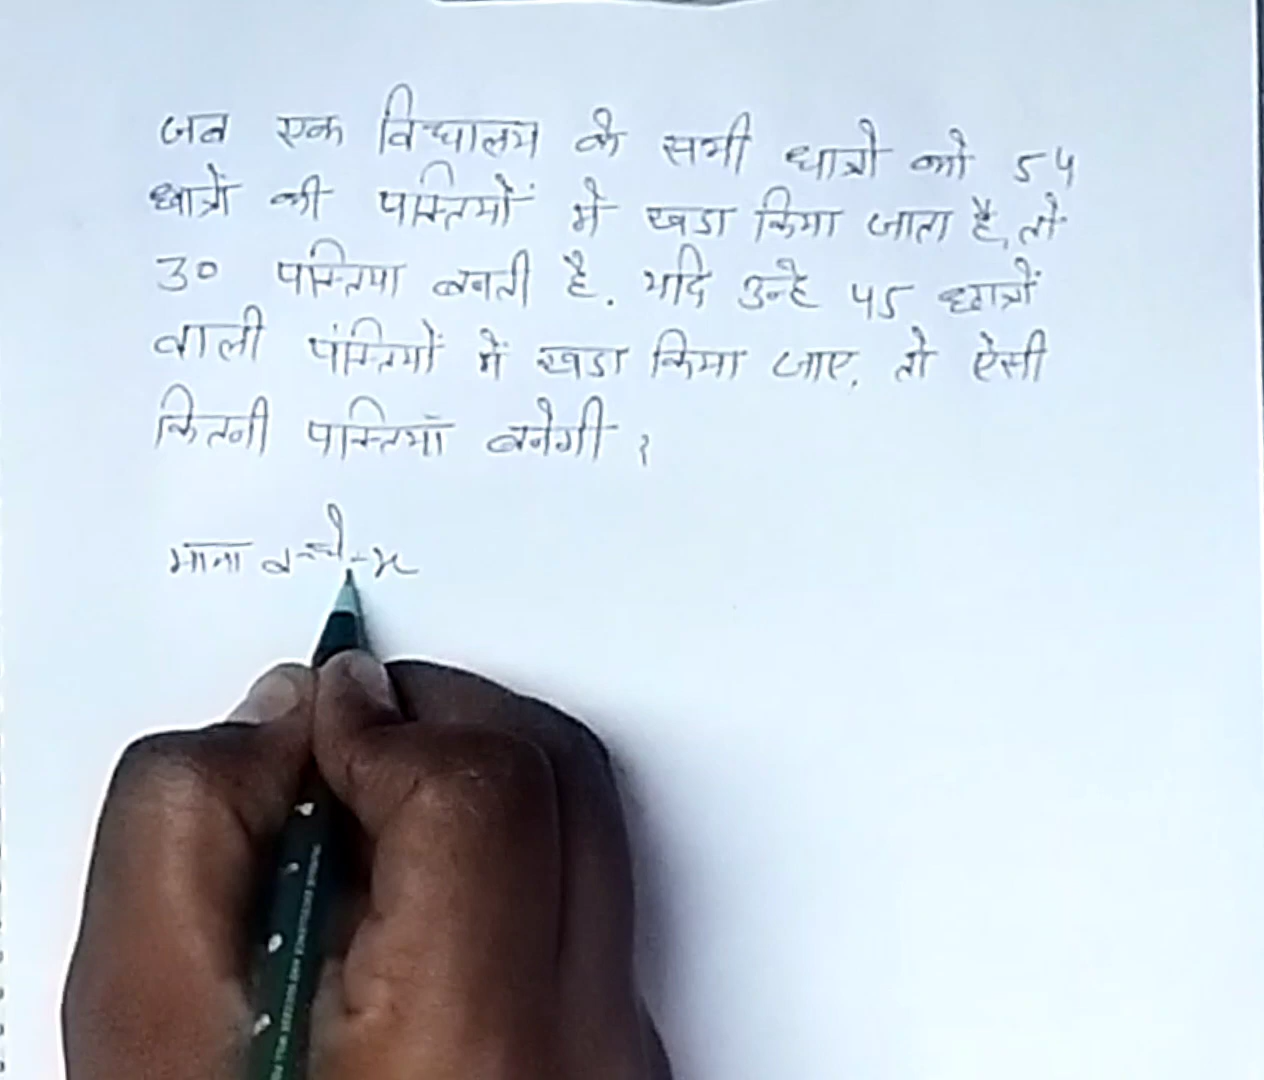 जब एक विद्यालय के सभी छात्रो को 54
छात्रों की पंक्तियों में खडा किया जाता है, तो
30 पंक्तिया बनती है. यदि उन्हे 45 छात्रों
वाली पंक्तियों में खडा किया जाए, तो ऐसी
कितनी पंक्तियाँ बनेगी ?
माना बच्चे - x